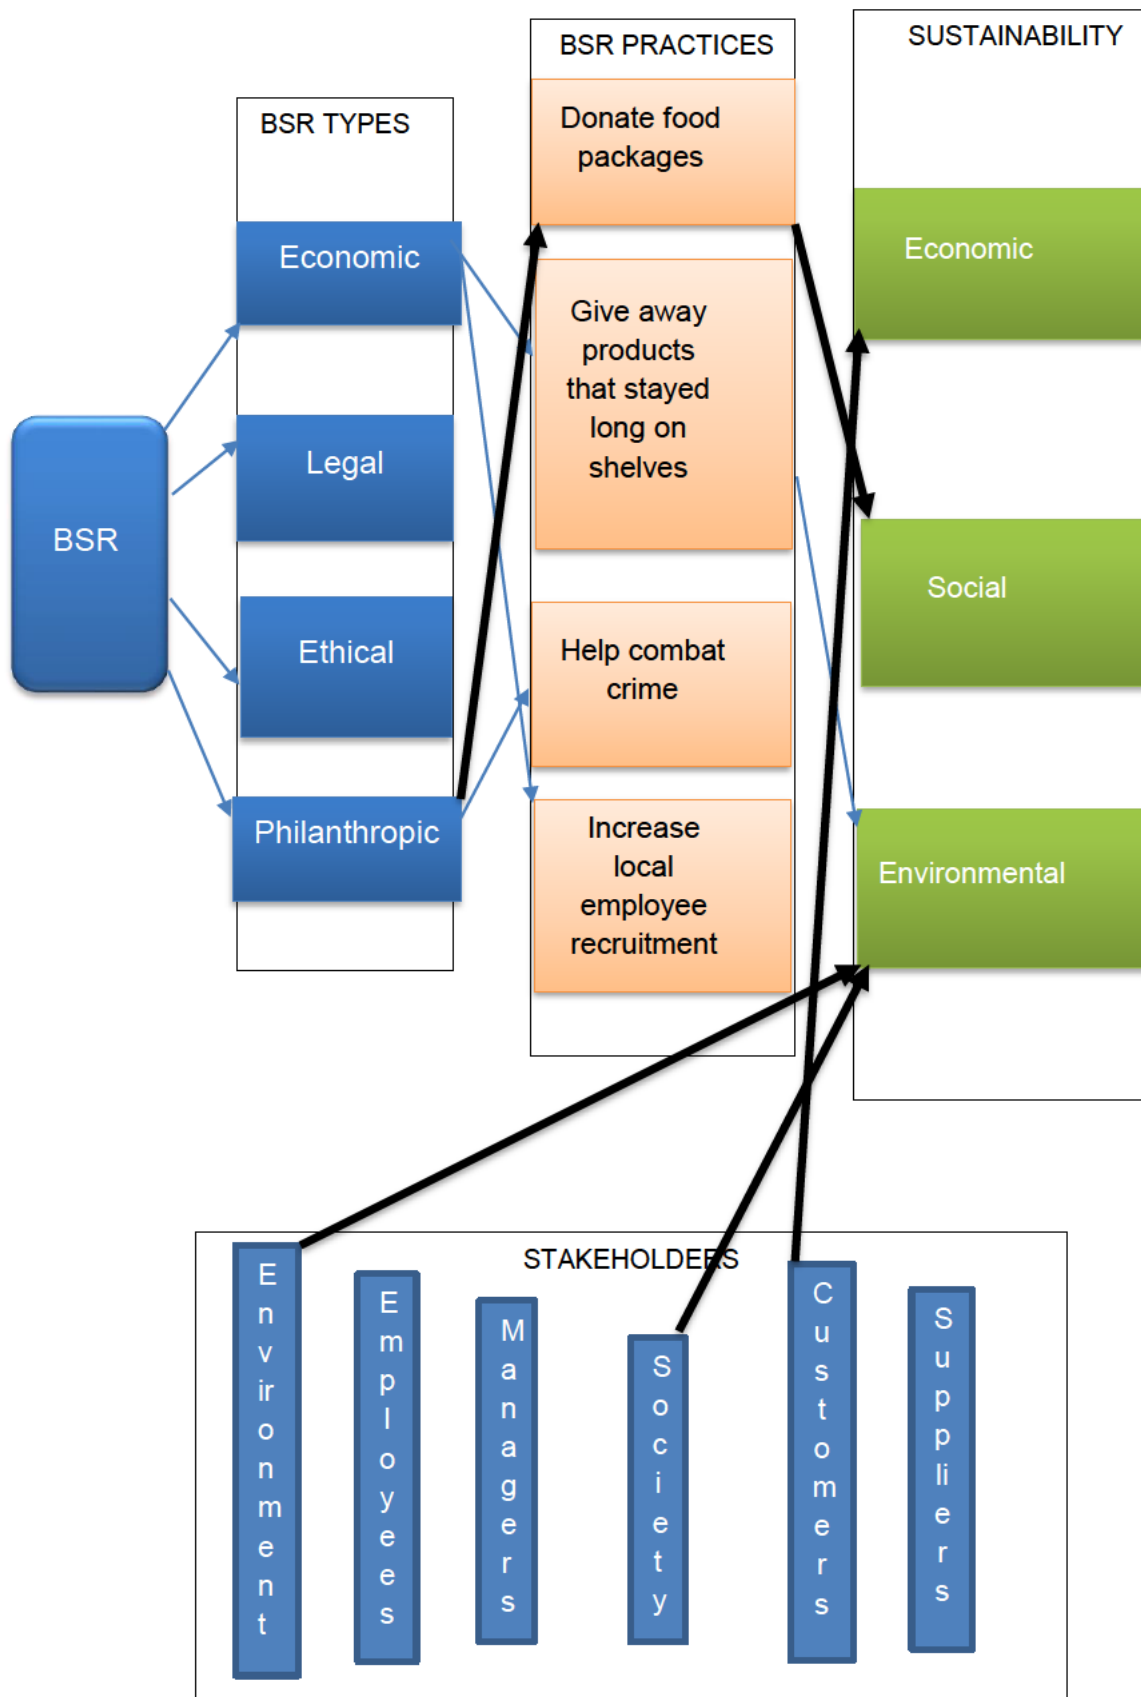 BSR
BSR TYPES
Economic
Legal
Ethical
Philanthropic
BSR PRACTICES
Donate food
packages
Give away
products
that stayed
long on
shelves
Help combat
crime
Increase
local
employee
recruitment
SUSTAINABILITY
Economic
Social
Environmental
STAKEHOLDERS
Environment
Employees
Managers
Society
Customers
Suppliers